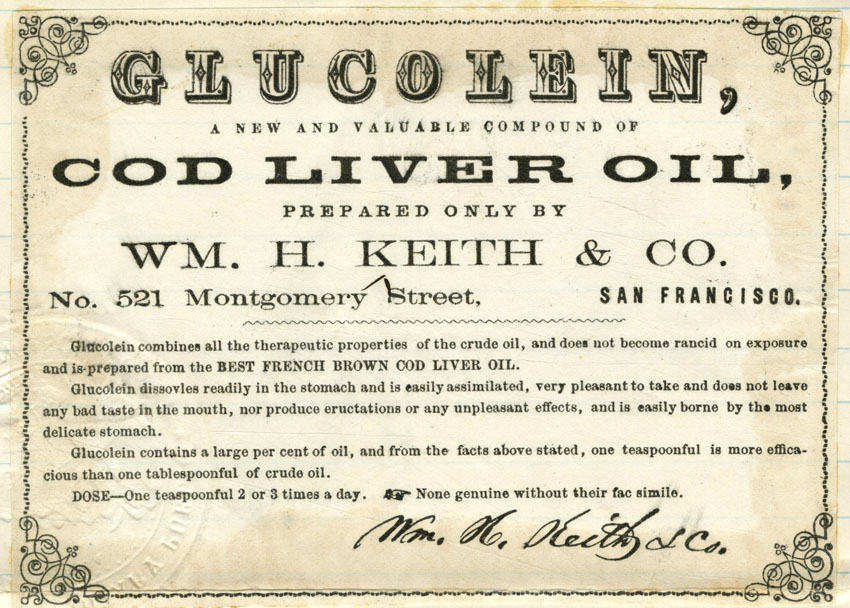 GLUCOLEIN,
A NEW AND VALUABLE COMPOUND OF
COD LIVER OIL,
PREPARED ONLY BY
WM. H. KEITH & CO.
No. 521 Montgomery Street, SAN FRANCISCO.
Glucolein combines all the therapeutic properties of the crude oil, and does not become rancid on exposure
and is prepared from the BEST FRENCH BROWN COD LIVER OIL.
Glucolein dissovles readily in the stomach and is easily assimilated, very pleasant to take and does not leave
any bad taste in the mouth, nor produce eructations or any unpleasant effects, and is easily borne by the most
delicate stomach.
Glucolein contains a large per cent of oil, and from the facts above stated, one teaspoonful is more effica-
cious than one tablespoonful of crude oil.
DOSE—One teaspoonful 2 or 3 times a day. ☛ None genuine without their fac simile.
Wm. H. Keith & Co.